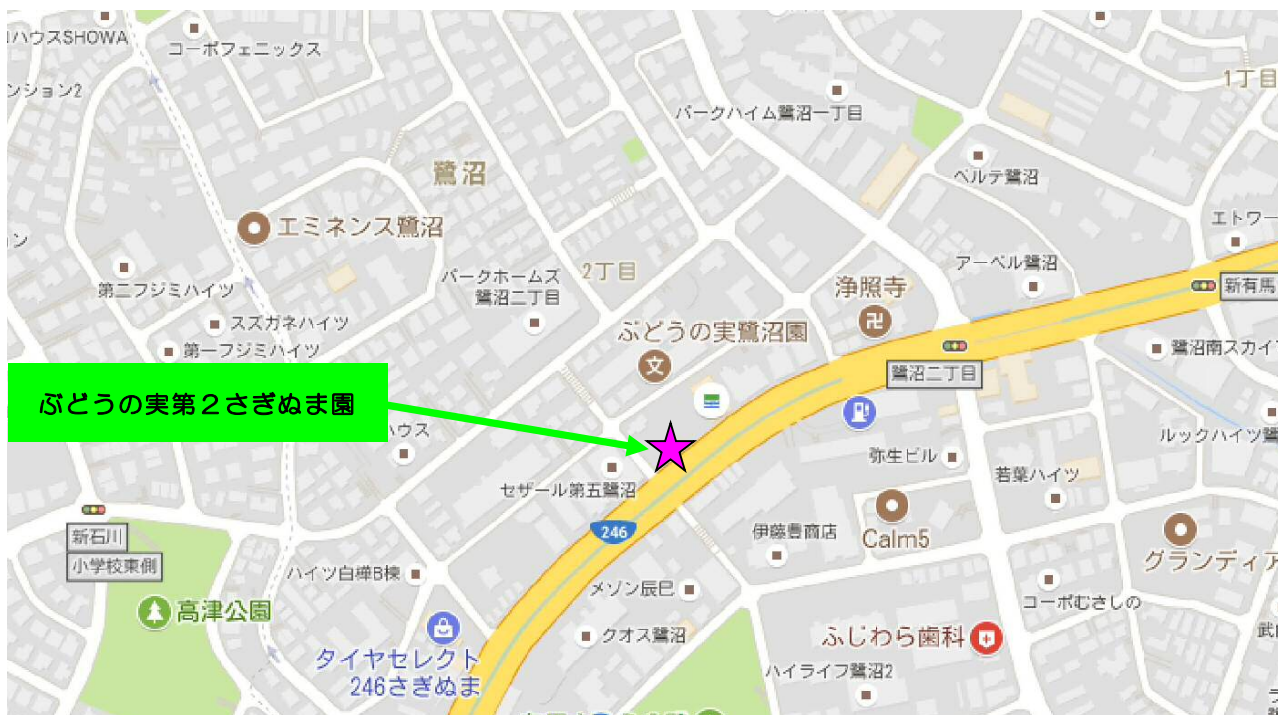 ハウスSHOWA
コーポフェニックス
ンション2
1丁目
パークハイム鷺沼一丁目
鷺沼
ベルテ鷺沼
エミネンス鷺沼
エトワー
ン
第二フジミハイツ
パークホームズ
鷺沼二丁目
2丁目
アーベル鷺沼
浄照寺
新有馬
スズガネハイツ
ぶどうの実鷺沼園
第一フジミハイツ
鷺沼南スカイ
鷺沼二丁目
ぶどうの実第2さぎぬま園
ハウス
ルックハイツ鷺
弥生ビル
若葉ハイツ
セザール第五鷺沼
246
伊藤豊商店
Calm5
新石川
小学校東側
グランディア
ハイツ白樺B棟
メゾン辰巳
コーポむさしの
高津公園
クオス鷺沼
ふじわら歯科
タイヤセレクト
246さぎぬま
ハイライフ鷺沼2